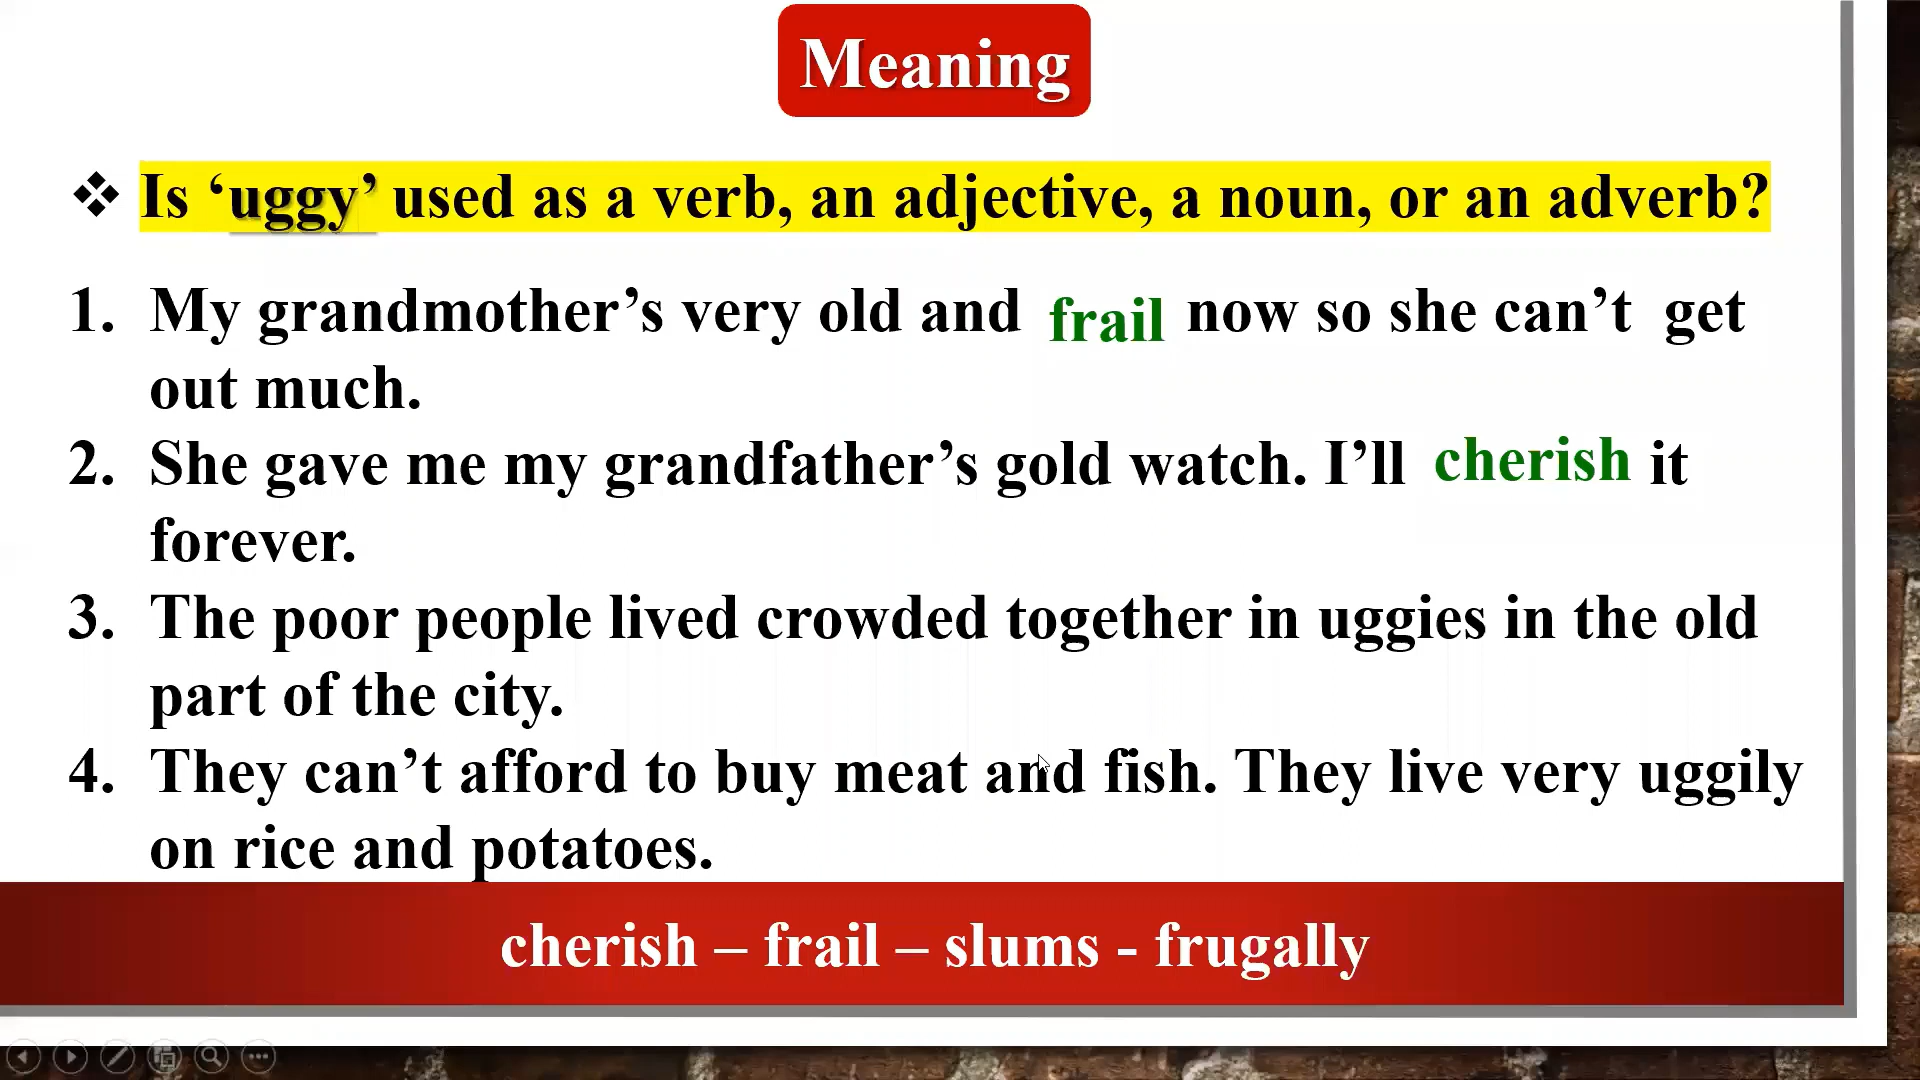 Meaning
❖ Is ‘uggy’ used as a verb, an adjective, a noun, or an adverb?
1. My grandmother’s very old and frail now so she can’t get
out much.
2. She gave me my grandfather’s gold watch. I’ll cherish it
forever.
3. The poor people lived crowded together in uggies in the old
part of the city.
4. They can’t afford to buy meat and fish. They live very uggily
on rice and potatoes.
cherish – frail – slums - frugally